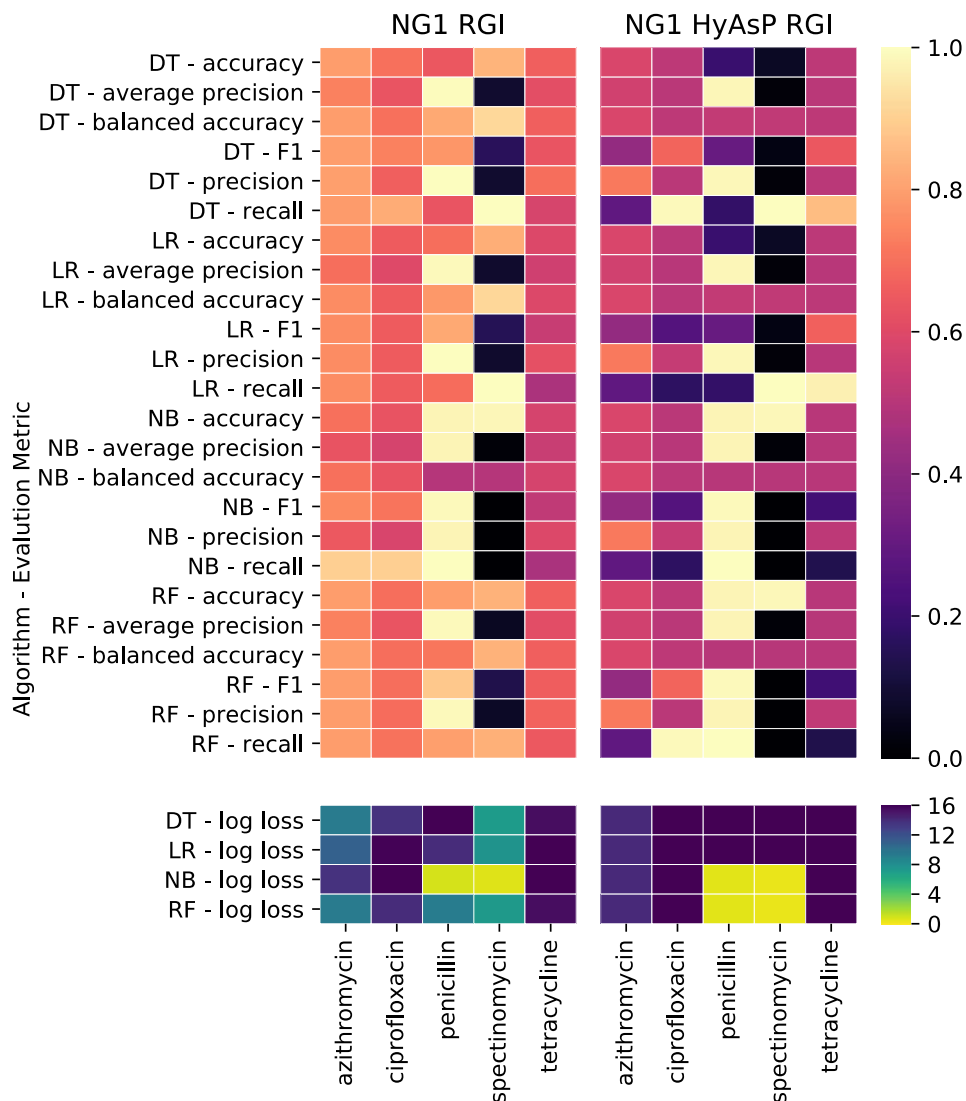 NG1 RGI
NG1 HyAsP RGI
Algorithm - Evalution Metric
DT - accuracy
DT - average precision
DT - balanced accuracy
DT - F1
DT - precision
DT - recall
LR - accuracy
LR - average precision
LR - balanced accuracy
LR - F1
LR - precision
LR - recall
NB - accuracy
NB - average precision
NB - balanced accuracy
NB - F1
NB - precision
NB - recall
RF - accuracy
RF - average precision
RF - balanced accuracy
RF - F1
RF - precision
RF - recall
1.0
0.8
0.6
0.4
0.2
0.0
DT - log loss
LR - log loss
NB - log loss
RF - log loss
16
12
8
4
0
azithromycin
ciprofloxacin
penicillin
spectinomycin
tetracycline
azithromycin
ciprofloxacin
penicillin
spectinomycin
tetracycline